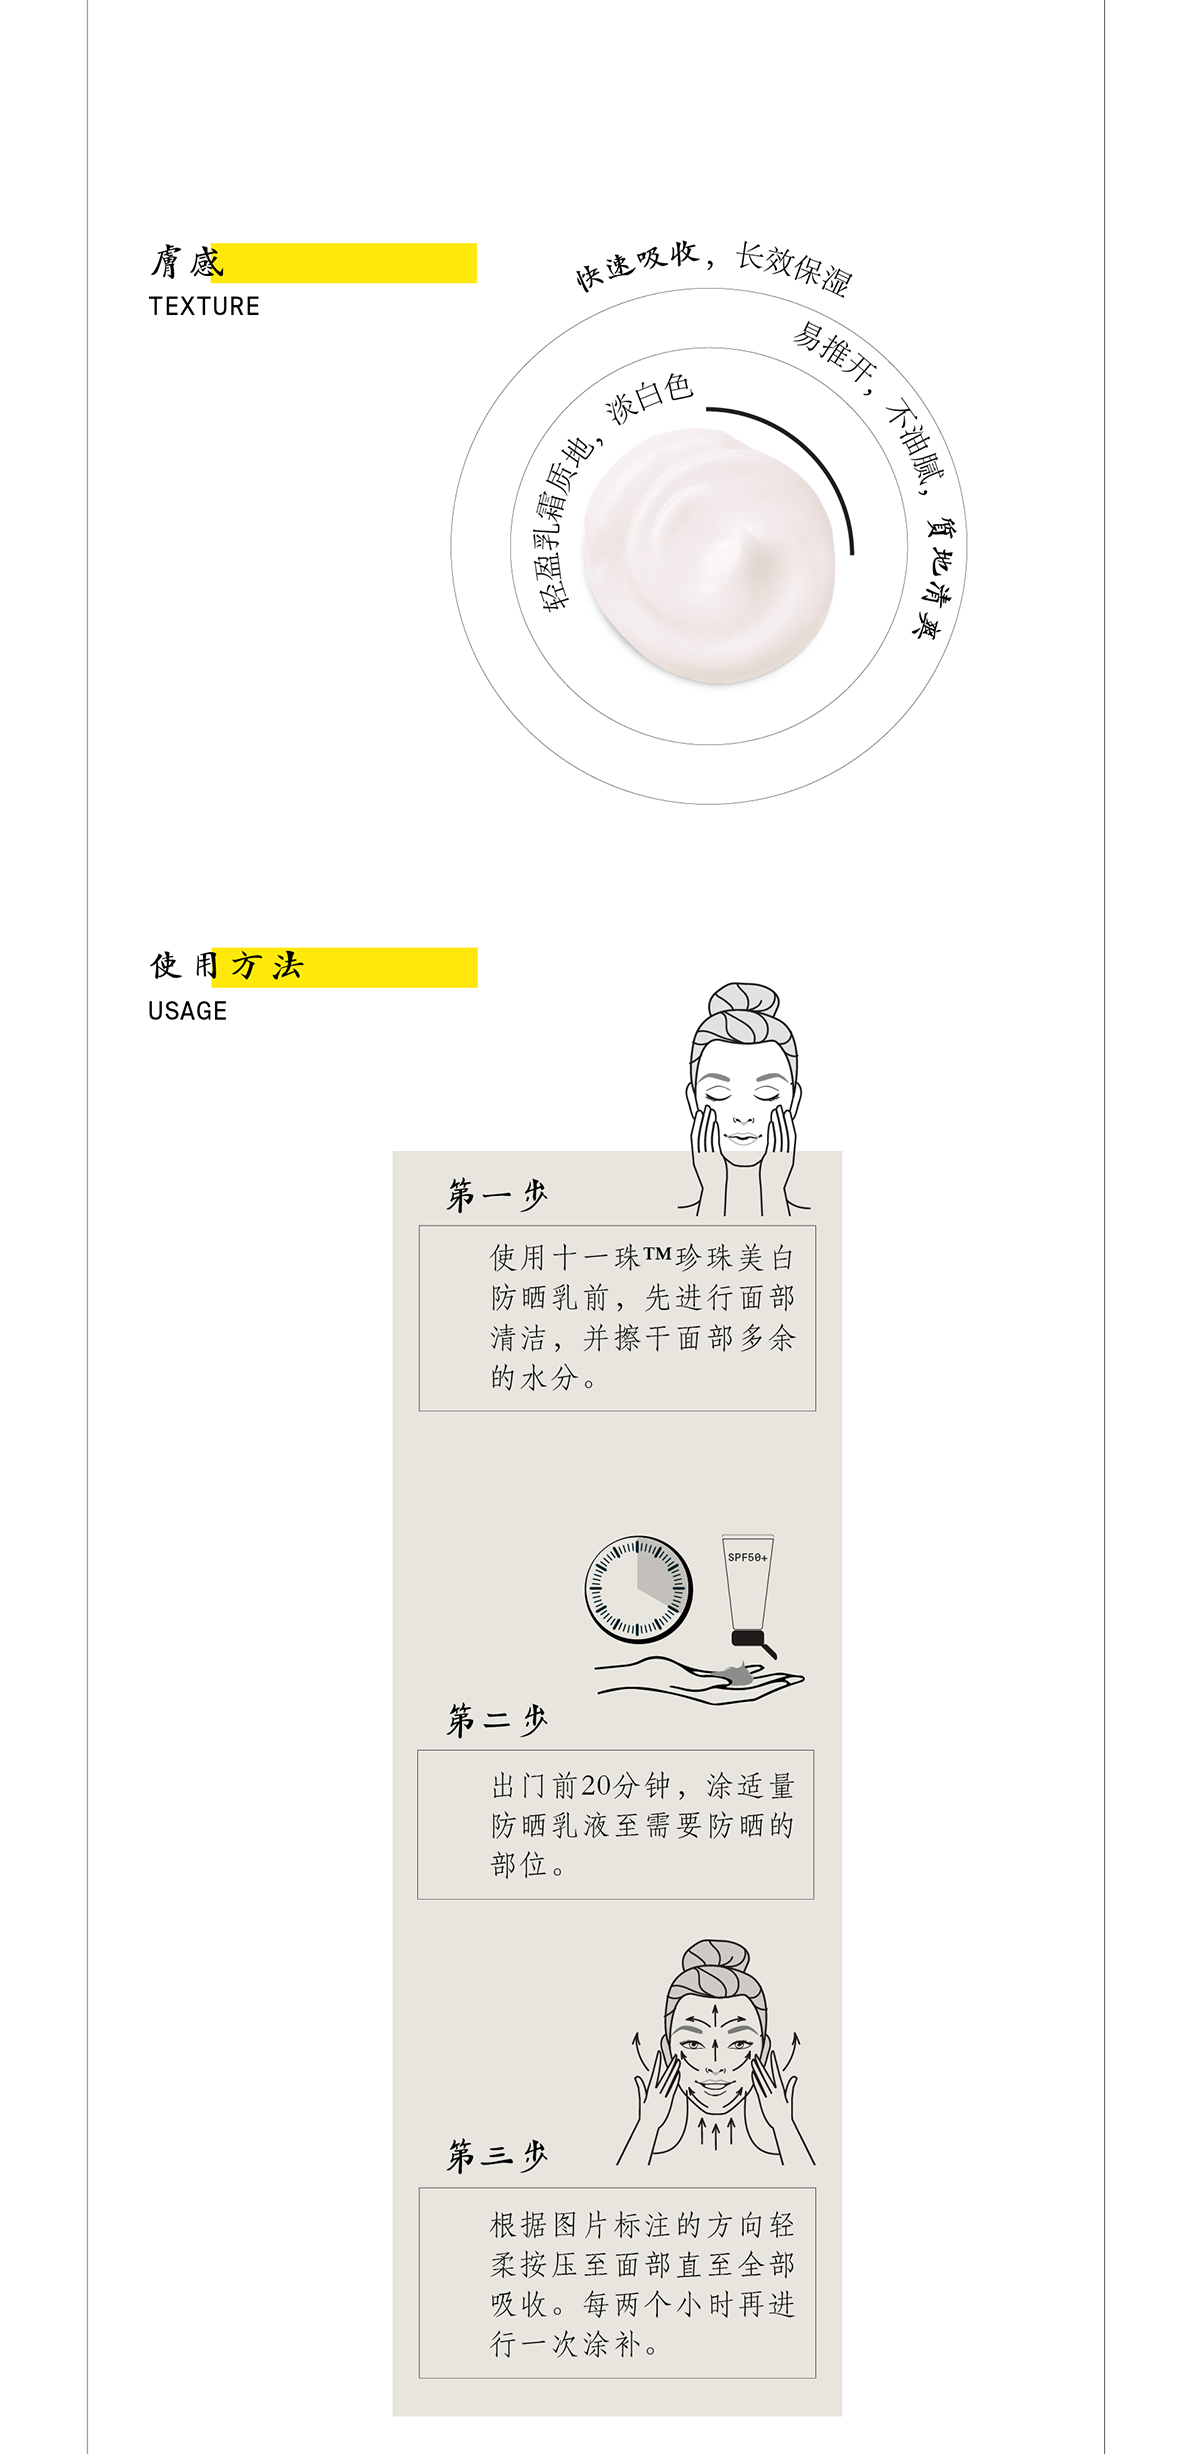 膚感
TEXTURE
快速吸收，长效保湿
易推开，不油腻，質地清爽
轻盈乳霜质地，淡白色
使用方法
USAGE
第一步
使用十一珠™珍珠美白
防晒乳前，先进行面部
清洁，并擦干面部多余
的水分。
SPF50+
第二步
出门前20分钟，涂适量
防晒乳液至需要防晒的
部位。
第三步
根据图片标注的方向轻
柔按压至面部直至全部
吸收。每两个小时再进
行一次涂补。